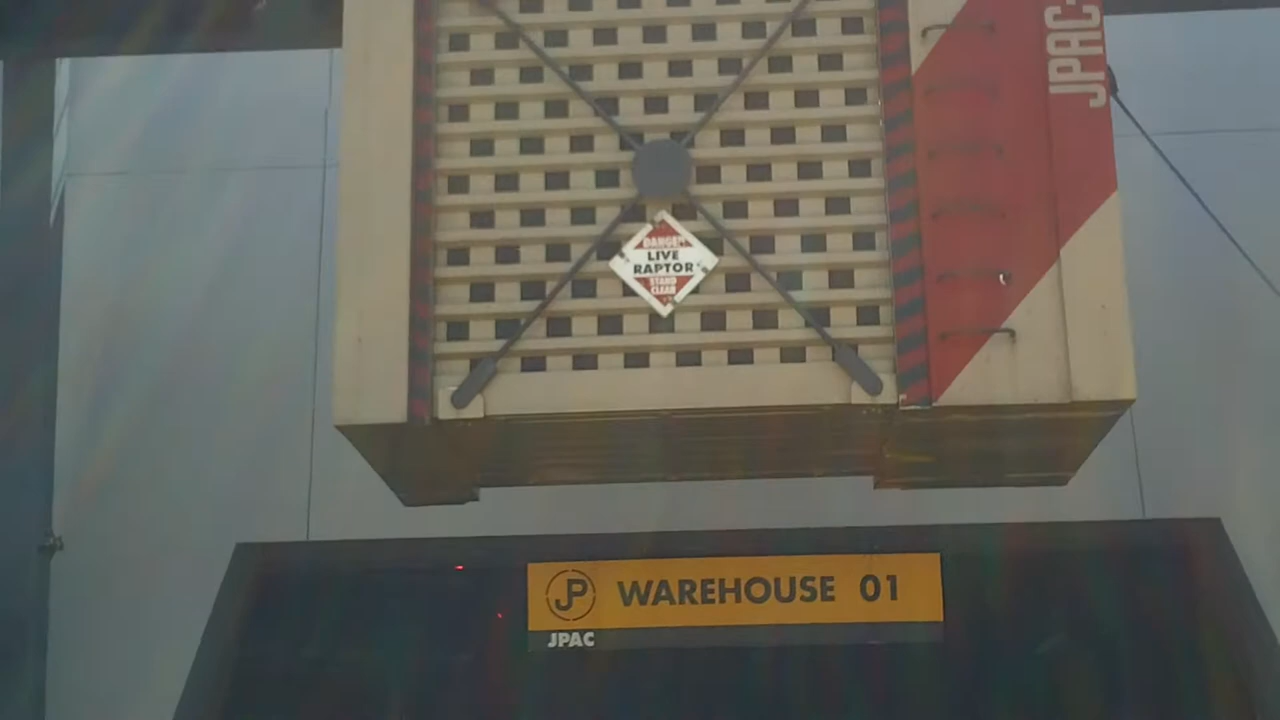 JPAC-
DANGER
LIVE
RAPTOR
STAND
CLEAR
JP WAREHOUSE 01
JPAC